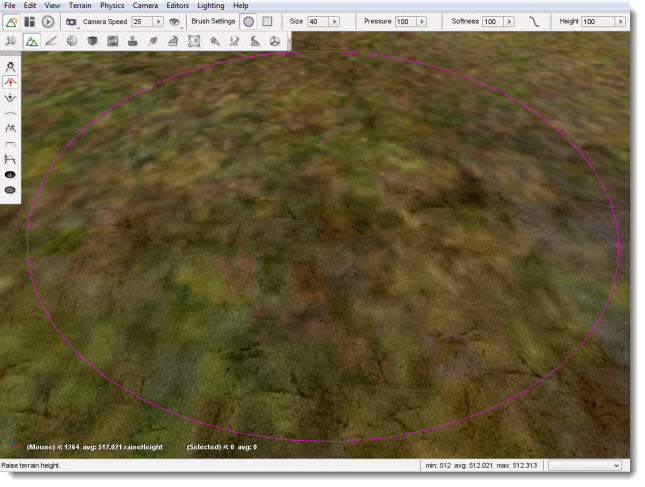 File Edit View Terrain Physics Camera Editors Lighting Help
Camera Speed 25 Brush Settings Size 40 Pressure 100 Softness 100 Height 100
(Mouse) #: 1264 avg: 512.021 raiseHeight (Selected) #: 0 avg: 0
Raise terrain height. min: 512 avg: 512.021 max: 512.313